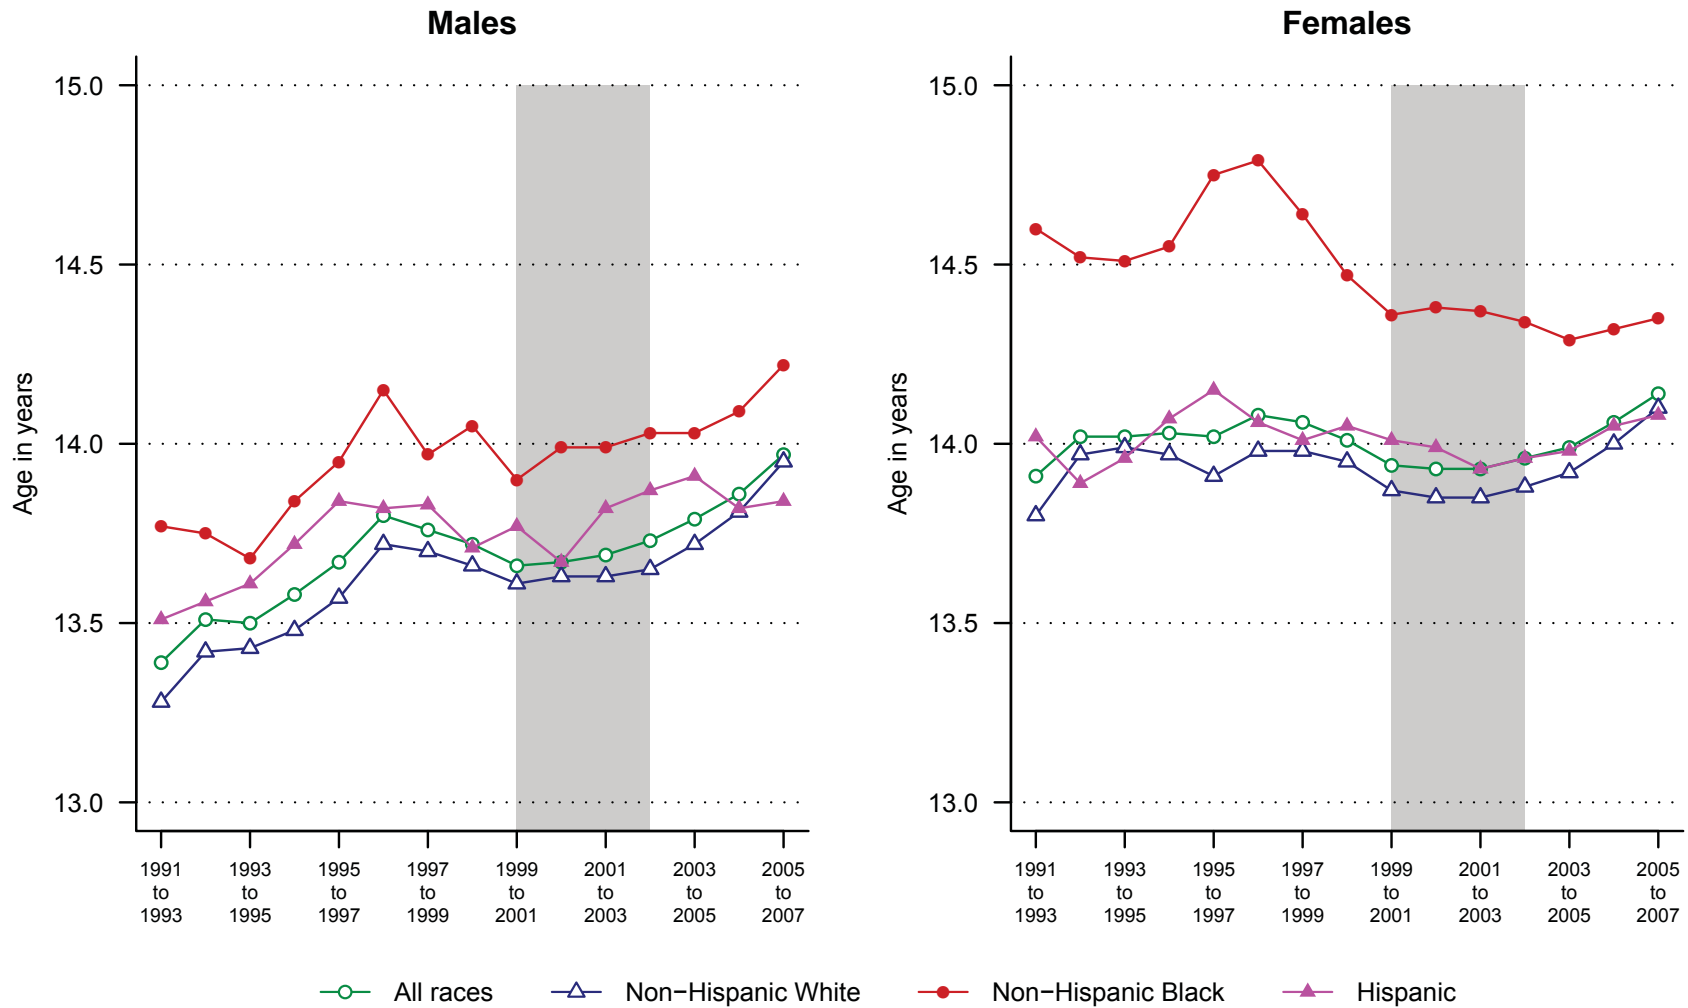 Males
Females
15.0
14.5
14.0
13.5
13.0
Age in years
1991 to 1993
1993 to 1995
1995 to 1997
1997 to 1999
1999 to 2001
2001 to 2003
2003 to 2005
2005 to 2007
15.0
14.5
14.0
13.5
13.0
Age in years
1991 to 1993
1993 to 1995
1995 to 1997
1997 to 1999
1999 to 2001
2001 to 2003
2003 to 2005
2005 to 2007
All races
Non−Hispanic White
Non−Hispanic Black
Hispanic